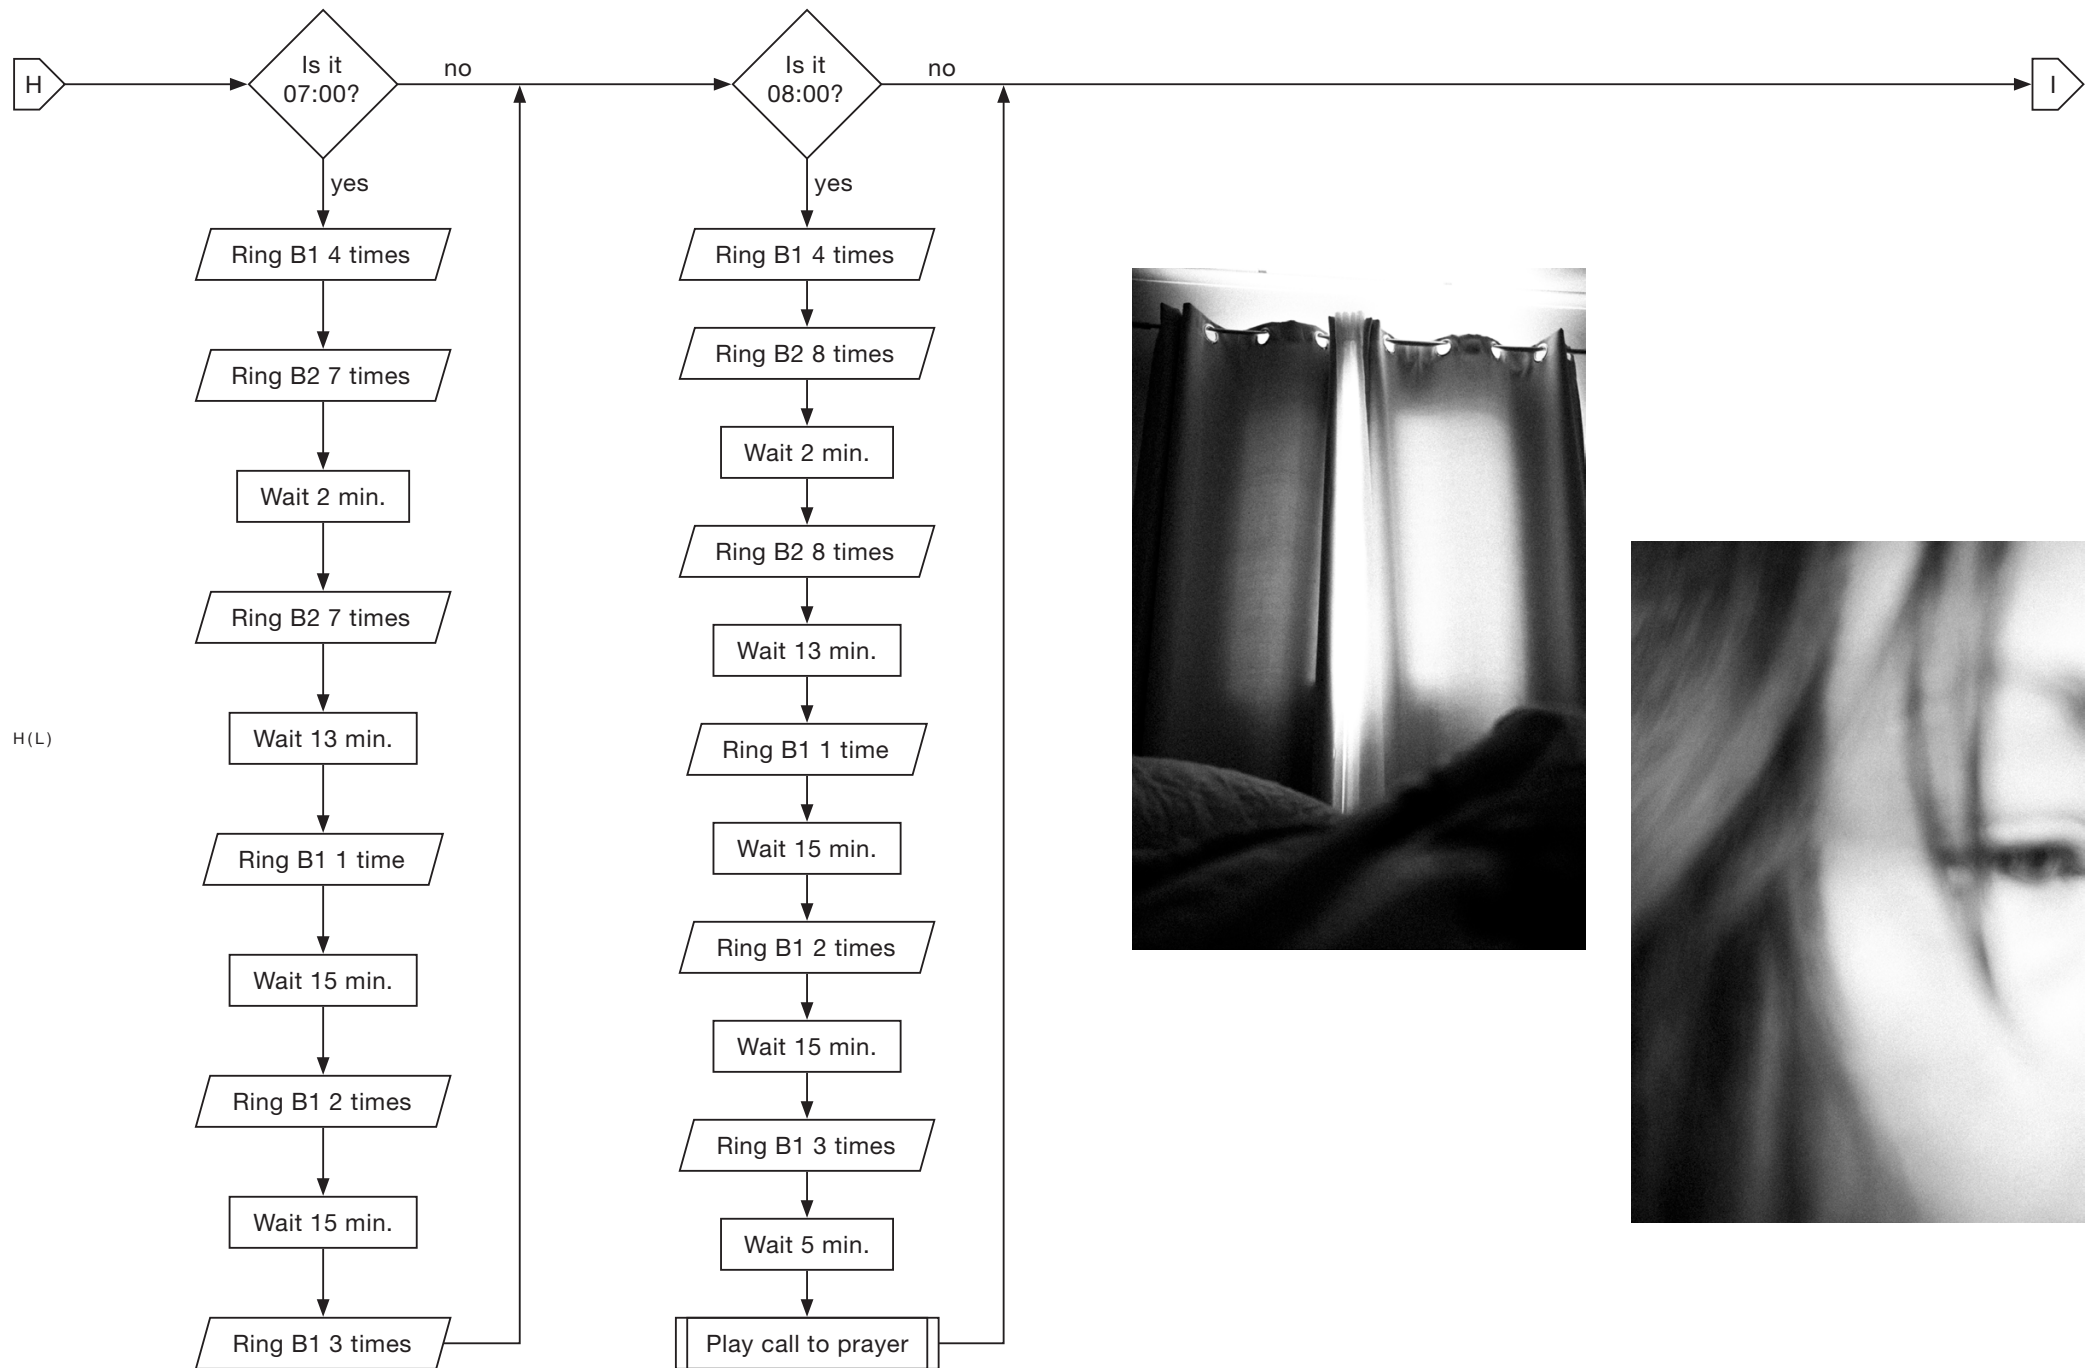 H
Is it
07:00?
no
yes
Ring B1 4 times
Ring B2 7 times
Wait 2 min.
Ring B2 7 times
Wait 13 min.
Ring B1 1 time
Wait 15 min.
Ring B1 2 times
Wait 15 min.
Ring B1 3 times
Is it
08:00?
no
yes
Ring B1 4 times
Ring B2 8 times
Wait 2 min.
Ring B2 8 times
Wait 13 min.
Ring B1 1 time
Wait 15 min.
Ring B1 2 times
Wait 15 min.
Ring B1 3 times
Wait 5 min.
Play call to prayer
I
H(L)